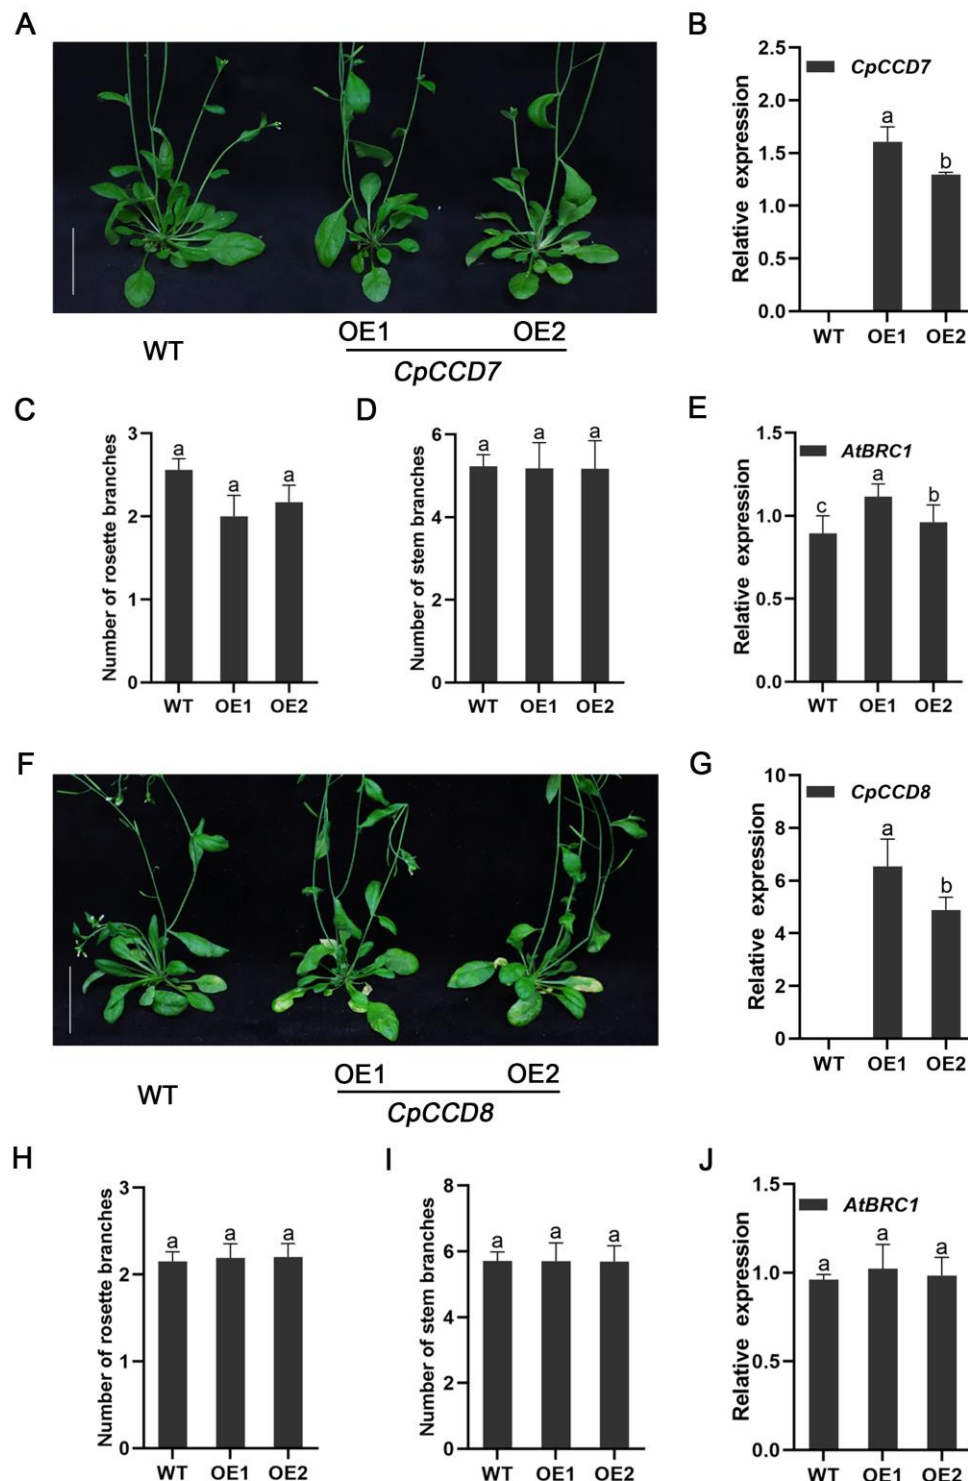 A
WT
OE1 OE2
CpCCD7
B
2.5
2.0
1.5
1.0
0.5
0.0
Relative expression
CpCCD7
a
b
WT OE1 OE2
C
3
2
1
0
Number of rosette branches
a a a
WT OE1 OE2
D
6
4
2
0
Number of stem branches
a a a
WT OE1 OE2
E
1.5
1.0
0.5
0.0
Relative expression
AtBRC1
c a b
WT OE1 OE2
F
WT
OE1 OE2
CpCCD8
G
10
8
6
4
2
0
Relative expression
CpCCD8
a
b
WT OE1 OE2
H
3
2
1
0
Number of rosette branches
a a a
WT OE1 OE2
I
8
6
4
2
0
Number of stem branches
a a a
WT OE1 OE2
J
1.5
1.0
0.5
0.0
Relative expression
AtBRC1
a a a
WT OE1 OE2